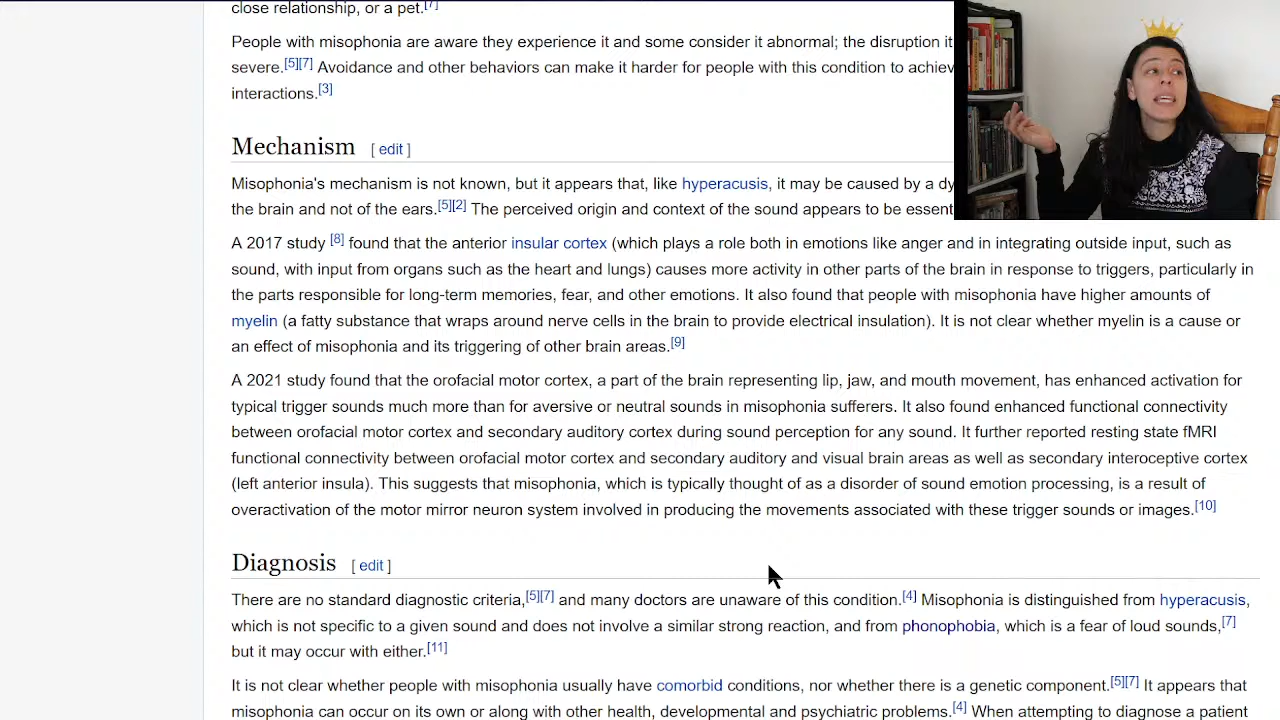 close relationship, or a pet.[7]
People with misophonia are aware they experience it and some consider it abnormal; the disruption it
severe.[5][7] Avoidance and other behaviors can make it harder for people with this condition to achiev
interactions.[3]
Mechanism [ edit ]
Misophonia's mechanism is not known, but it appears that, like hyperacusis, it may be caused by a dy
the brain and not of the ears.[5][2] The perceived origin and context of the sound appears to be essent
A 2017 study [8] found that the anterior insular cortex (which plays a role both in emotions like anger and in integrating outside input, such as
sound, with input from organs such as the heart and lungs) causes more activity in other parts of the brain in response to triggers, particularly in
the parts responsible for long-term memories, fear, and other emotions. It also found that people with misophonia have higher amounts of
myelin (a fatty substance that wraps around nerve cells in the brain to provide electrical insulation). It is not clear whether myelin is a cause or
an effect of misophonia and its triggering of other brain areas.[9]
A 2021 study found that the orofacial motor cortex, a part of the brain representing lip, jaw, and mouth movement, has enhanced activation for
typical trigger sounds much more than for aversive or neutral sounds in misophonia sufferers. It also found enhanced functional connectivity
between orofacial motor cortex and secondary auditory cortex during sound perception for any sound. It further reported resting state fMRI
functional connectivity between orofacial motor cortex and secondary auditory and visual brain areas as well as secondary interoceptive cortex
(left anterior insula). This suggests that misophonia, which is typically thought of as a disorder of sound emotion processing, is a result of
overactivation of the motor mirror neuron system involved in producing the movements associated with these trigger sounds or images.[10]
Diagnosis [ edit ]
There are no standard diagnostic criteria,[5][7] and many doctors are unaware of this condition.[4] Misophonia is distinguished from hyperacusis,
which is not specific to a given sound and does not involve a similar strong reaction, and from phonophobia, which is a fear of loud sounds,[7]
but it may occur with either.[11]
It is not clear whether people with misophonia usually have comorbid conditions, nor whether there is a genetic component.[5][7] It appears that
misophonia can occur on its own or along with other health, developmental and psychiatric problems.[4] When attempting to diagnose a patient